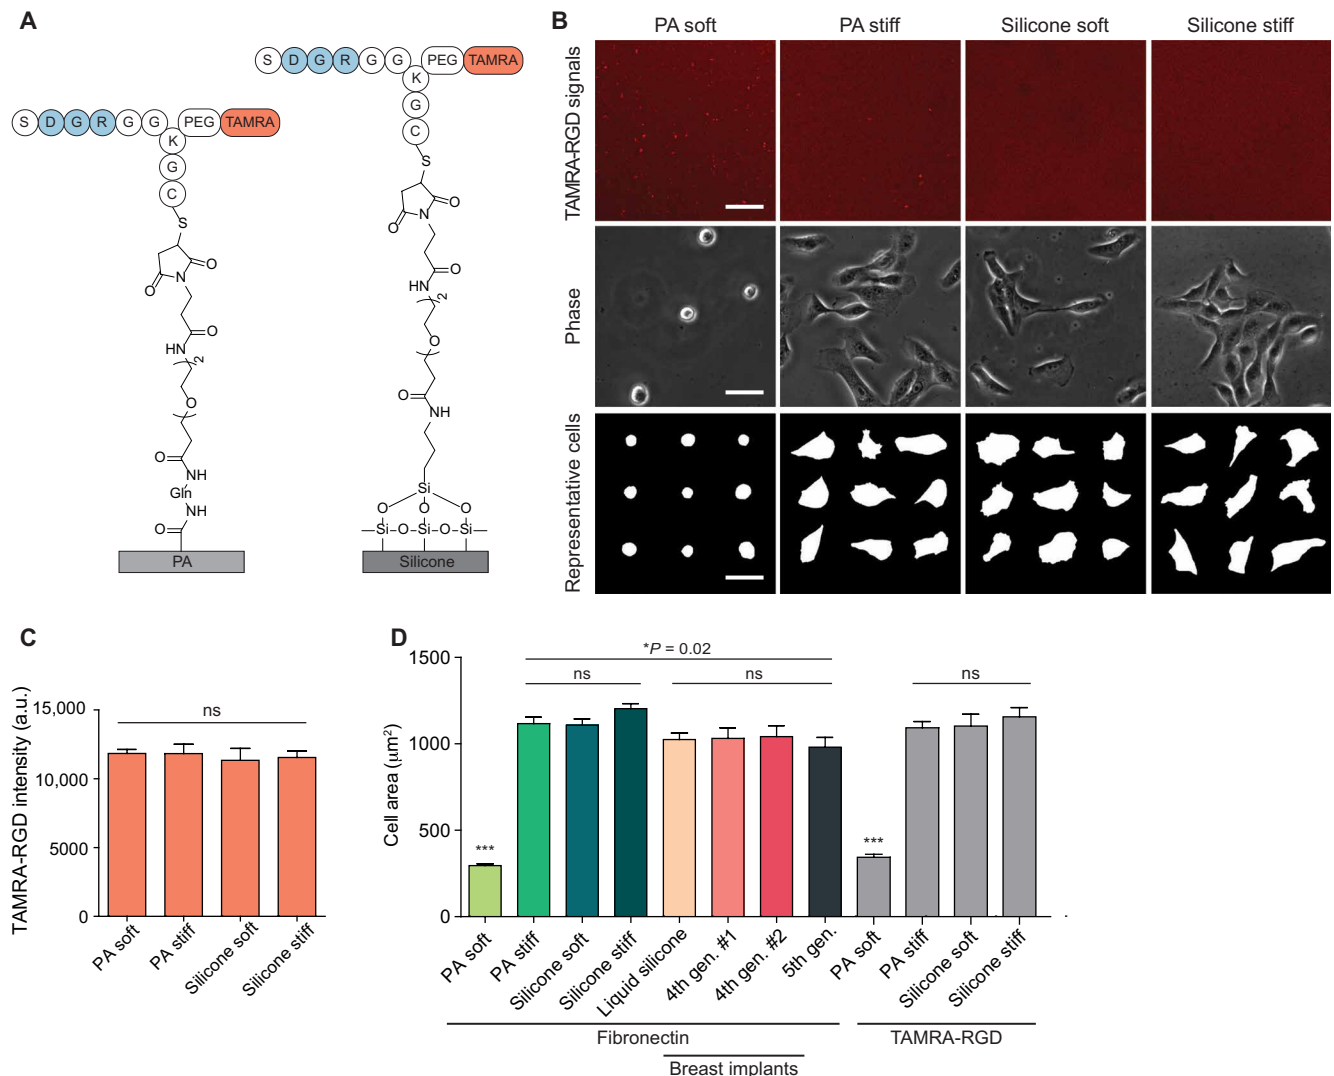 A
S D G R G G PEG TAMRA
K
G
C
S
O
N
O
O
HN
2
O
O
NH
Gln
NH
O
PA
S D G R G G PEG TAMRA
K
G
C
S
O
N
O
O
HN
2
O
O
NH
Si
O O O
Si O Si O Si
Silicone
B
PA soft PA stiff Silicone soft Silicone stiff
TAMRA-RGD signals
Phase
Representative cells
C
TAMRA-RGD intensity (a.u.)
15,000
10,000
5000
0
ns
PA soft
PA stiff
Silicone soft
Silicone stiff
D
Cell area (μm²)
1500
1000
500
0
*P = 0.02
ns ns ns
*** ***
PA soft
PA stiff
Silicone soft
Silicone stiff
Liquid silicone
4th gen. #1
4th gen. #2
5th gen.
PA soft
PA stiff
Silicone soft
Silicone stiff
Fibronectin TAMRA-RGD
Breast implants